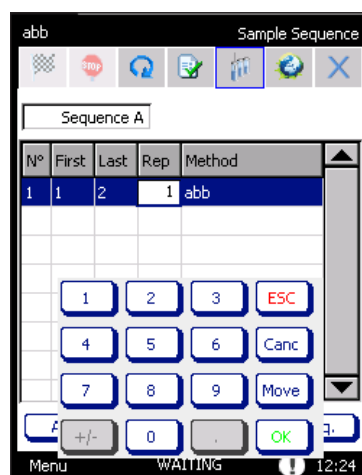 abb Sample Sequence
STOP
Sequence A
N° First Last Rep Method
1 1 2 1 abb
1 2 3 ESC
4 5 6 Canc
7 8 9 Move
+/- 0 . OK
Menu WAITING 12:24